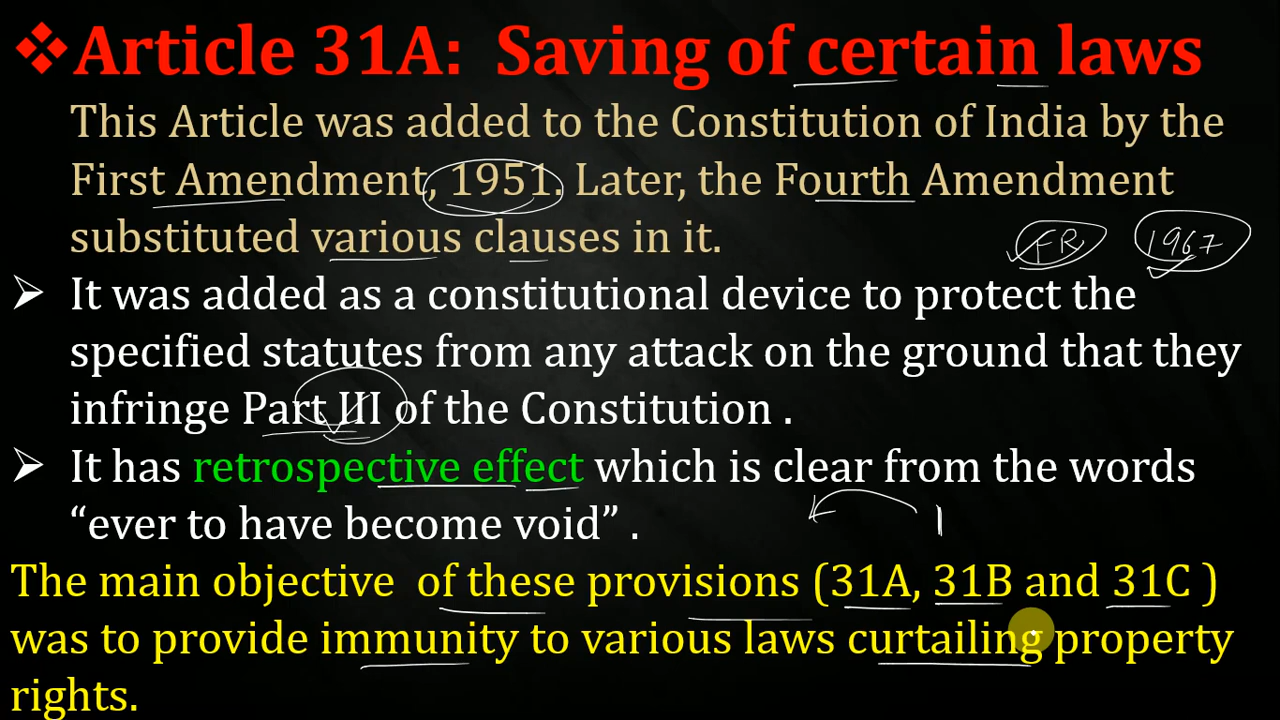 ❖Article 31A: Saving of certain laws
This Article was added to the Constitution of India by the
First Amendment, 1951. Later, the Fourth Amendment
substituted various clauses in it.
FR 1967
➢ It was added as a constitutional device to protect the
specified statutes from any attack on the ground that they
infringe Part III of the Constitution .
➢ It has retrospective effect which is clear from the words
“ever to have become void” .
The main objective of these provisions (31A, 31B and 31C )
was to provide immunity to various laws curtailing property
rights.